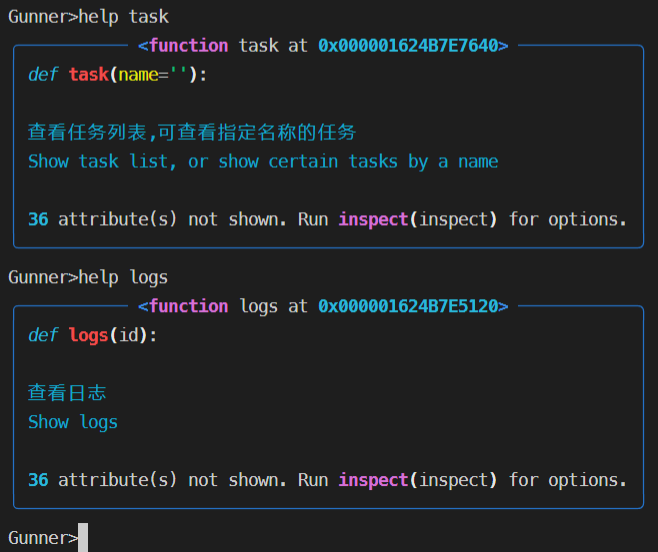 Gunner>help task
<function task at 0x000001624B7E7640>
def task(name=''):
查看任务列表,可查看指定名称的任务
Show task list, or show certain tasks by a name
36 attribute(s) not shown. Run inspect(inspect) for options.
Gunner>help logs
<function logs at 0x000001624B7E5120>
def logs(id):
查看日志
Show logs
36 attribute(s) not shown. Run inspect(inspect) for options.
Gunner>